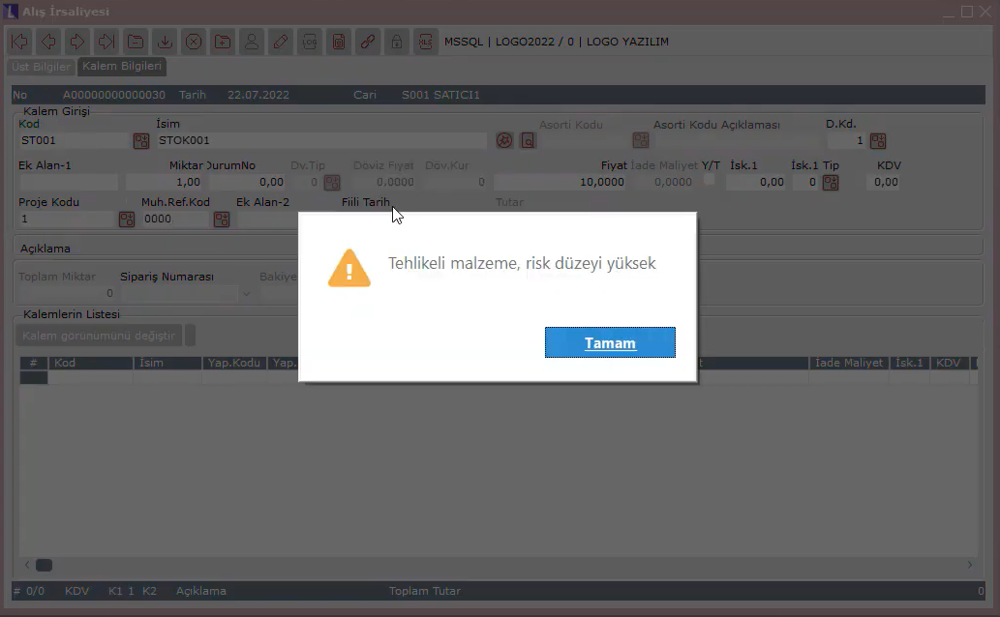 Alış İrsaliyesi
LOG XLS MSSQL | LOGO2022 / 0 | LOGO YAZILIM
Üst Bilgiler Kalem Bilgileri
No A00000000000030 Tarih 22.07.2022 Cari S001 SATICI1
Kalem Girişi
Kod İsim Asorti Kodu Asorti Kodu Açıklaması D.Kd.
ST001 STOK001 1
Ek Alan-1 Miktar DurumNo Dv.Tip Döviz Fiyat Döv.Kur Fiyat İade Maliyet Y/T İsk.1 İsk.1 Tip KDV
1,00 0,00 0 0,0000 0 10,0000 0,0000 0,00 0 0,00
Proje Kodu Muh.Ref.Kod Ek Alan-2 Fiili Tarih Tutar
1 0000
Tehlikeli malzeme, risk düzeyi yüksek
Tamam
Açıklama
Toplam Miktar Sipariş Numarası Bakiye
0
Kalemlerin Listesi
Kalem görünümünü değiştir
# Kod İsim Yap.Kodu Yap. İade Maliyet İsk.1 KDV
# 0/0 KDV K1 1 K2 Açıklama Toplam Tutar 0